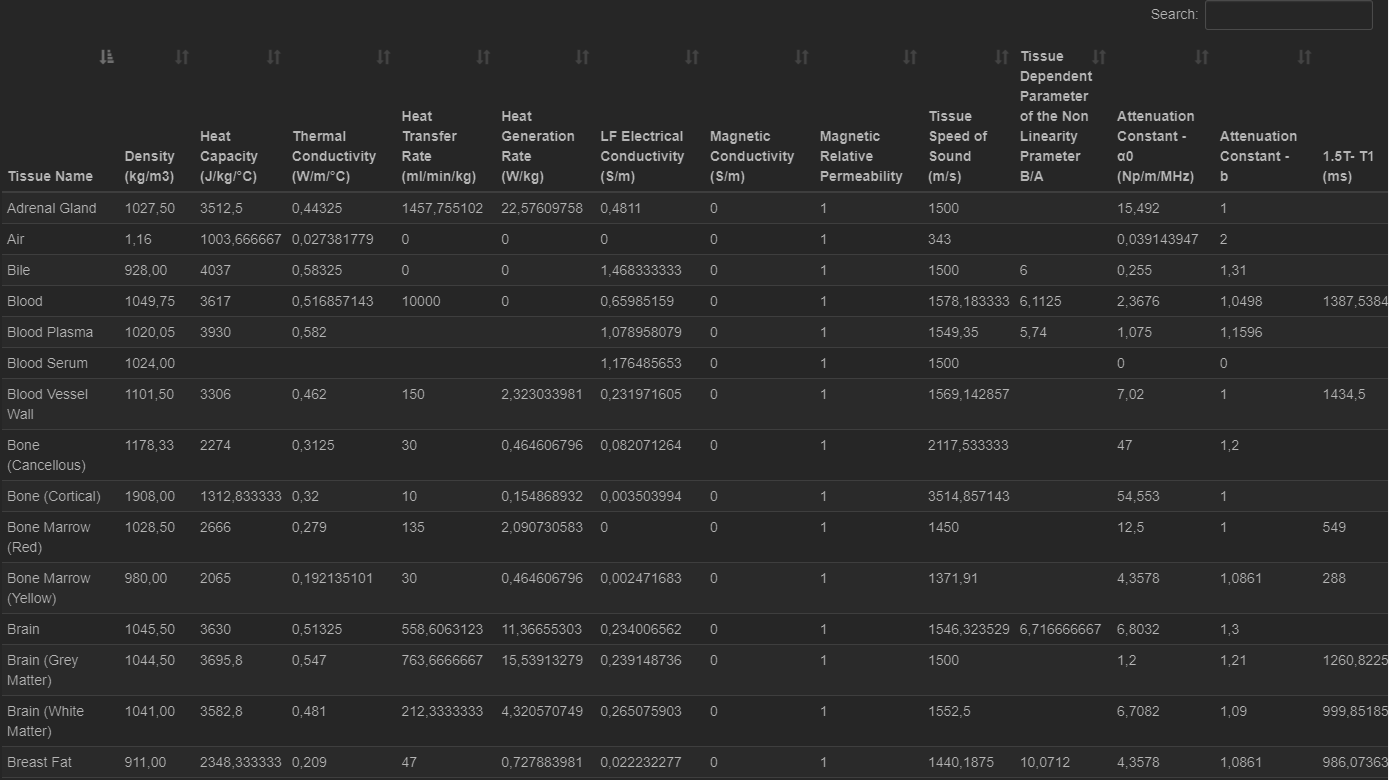 Search:
Tissue Name Density (kg/m3) Heat Capacity (J/kg/°C) Thermal Conductivity (W/m/°C) Heat Transfer Rate (ml/min/kg) Heat Generation Rate (W/kg) LF Electrical Conductivity (S/m) Magnetic Conductivity (S/m) Magnetic Relative Permeability Tissue Speed of Sound (m/s) Tissue Dependent Parameter of the Non Linearity Prameter B/A Attenuation Constant - α0 (Np/m/MHz) Attenuation Constant - b 1.5T- T1 (ms)
Adrenal Gland 1027,50 3512,5 0,44325 1457,755102 22,57609758 0,4811 0 1 1500 15,492 1
Air 1,16 1003,666667 0,027381779 0 0 0 0 1 343 0,039143947 2
Bile 928,00 4037 0,58325 0 0 1,468333333 0 1 1500 6 0,255 1,31
Blood 1049,75 3617 0,516857143 10000 0 0,65985159 0 1 1578,183333 6,1125 2,3676 1,0498 1387,5384
Blood Plasma 1020,05 3930 0,582 1,078958079 0 1 1549,35 5,74 1,075 1,1596
Blood Serum 1024,00 1,176485653 0 1 1500 0 0
Blood Vessel Wall 1101,50 3306 0,462 150 2,323033981 0,231971605 0 1 1569,142857 7,02 1 1434,5
Bone (Cancellous) 1178,33 2274 0,3125 30 0,464606796 0,082071264 0 1 2117,533333 47 1,2
Bone (Cortical) 1908,00 1312,833333 0,32 10 0,154868932 0,003503994 0 1 3514,857143 54,553 1
Bone Marrow (Red) 1028,50 2666 0,279 135 2,090730583 0 0 1 1450 12,5 1 549
Bone Marrow (Yellow) 980,00 2065 0,192135101 30 0,464606796 0,002471683 0 1 1371,91 4,3578 1,0861 288
Brain 1045,50 3630 0,51325 558,6063123 11,36655303 0,234006562 0 1 1546,323529 6,716666667 6,8032 1,3
Brain (Grey Matter) 1044,50 3695,8 0,547 763,6666667 15,53913279 0,239148736 0 1 1500 1,2 1,21 1260,8225
Brain (White Matter) 1041,00 3582,8 0,481 212,3333333 4,320570749 0,265075903 0 1 1552,5 6,7082 1,09 999,85185
Breast Fat 911,00 2348,333333 0,209 47 0,727883981 0,022232277 0 1 1440,1875 10,0712 4,3578 1,0861 986,07363